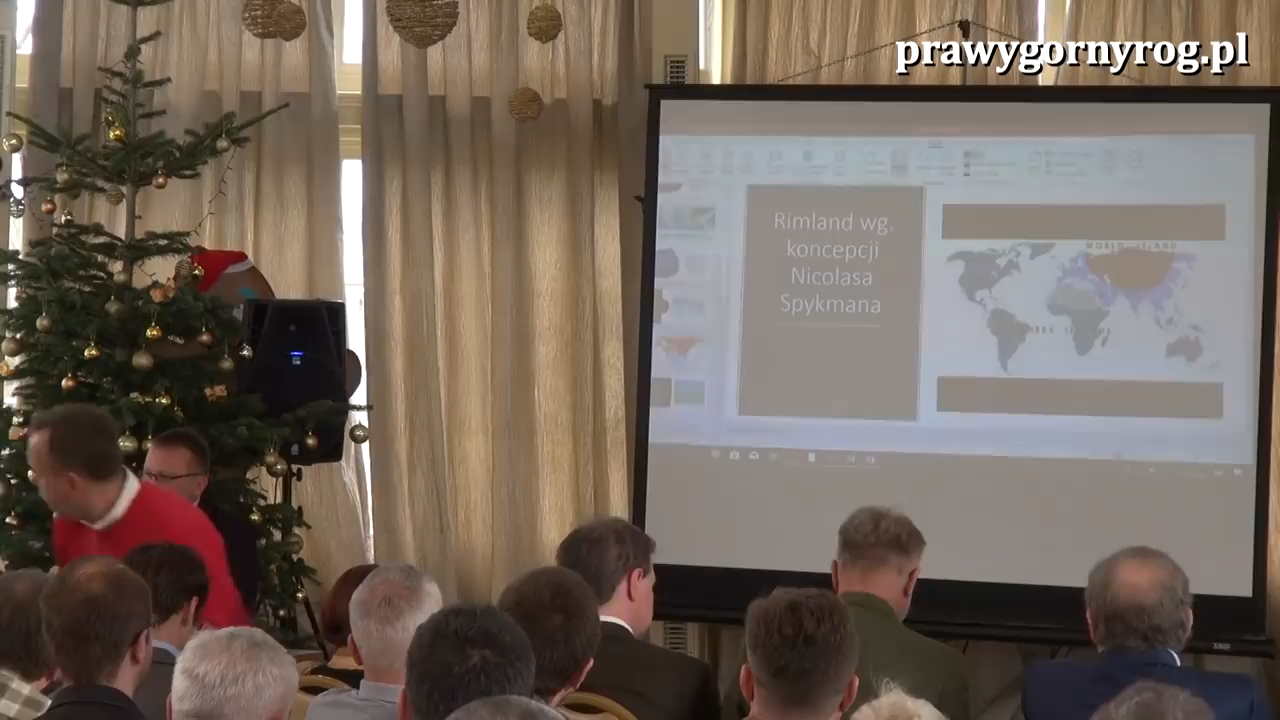 prawygornyrog.pl
Rimland wg.
koncepcji
Nicolasa
Spykmana
WORLD ISLAND